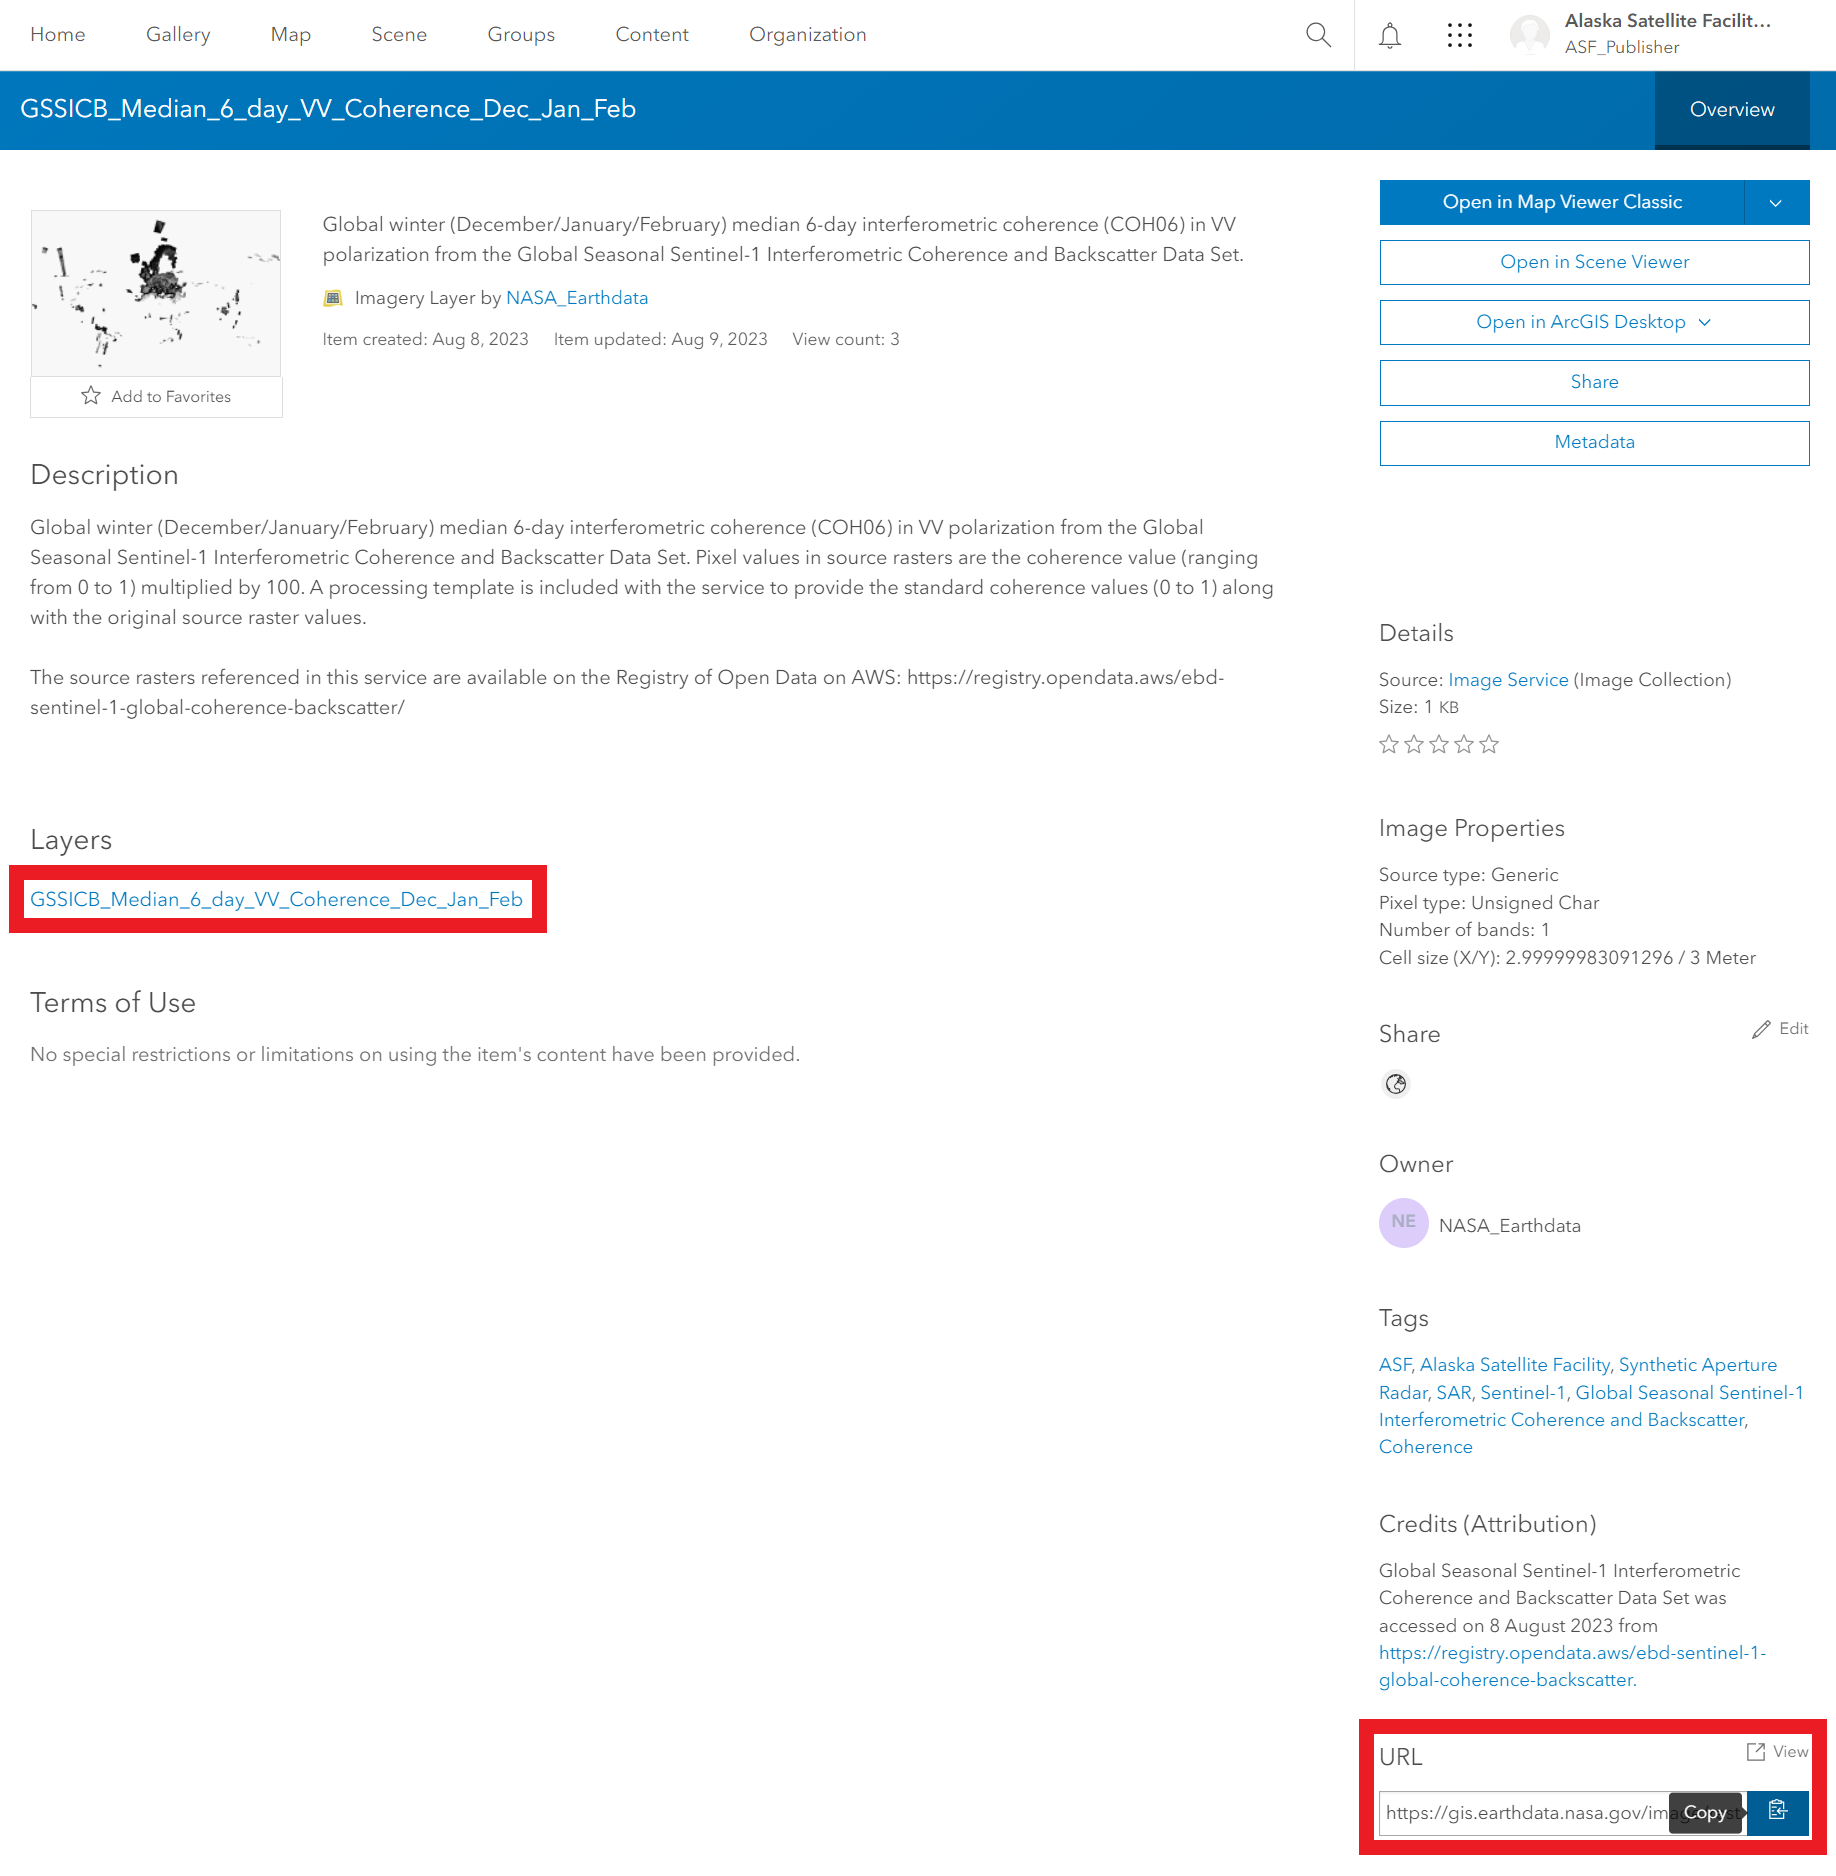 Home Gallery Map Scene Groups Content Organization
Alaska Satellite Facilit...
ASF_Publisher
GSSICB_Median_6_day_VV_Coherence_Dec_Jan_Feb
Overview
Global winter (December/January/February) median 6-day interferometric coherence (COH06) in VV
polarization from the Global Seasonal Sentinel-1 Interferometric Coherence and Backscatter Data Set.
Imagery Layer by NASA_Earthdata
Item created: Aug 8, 2023 Item updated: Aug 9, 2023 View count: 3
Add to Favorites
Description
Global winter (December/January/February) median 6-day interferometric coherence (COH06) in VV polarization from the Global
Seasonal Sentinel-1 Interferometric Coherence and Backscatter Data Set. Pixel values in source rasters are the coherence value (ranging
from 0 to 1) multiplied by 100. A processing template is included with the service to provide the standard coherence values (0 to 1) along
with the original source raster values.
The source rasters referenced in this service are available on the Registry of Open Data on AWS: https://registry.opendata.aws/ebd-
sentinel-1-global-coherence-backscatter/
Layers
GSSICB_Median_6_day_VV_Coherence_Dec_Jan_Feb
Terms of Use
No special restrictions or limitations on using the item's content have been provided.
Open in Map Viewer Classic
Open in Scene Viewer
Open in ArcGIS Desktop
Share
Metadata
Details
Source: Image Service (Image Collection)
Size: 1 KB
Image Properties
Source type: Generic
Pixel type: Unsigned Char
Number of bands: 1
Cell size (X/Y): 2.99999983091296 / 3 Meter
Share
Edit
Owner
NE
NASA_Earthdata
Tags
ASF, Alaska Satellite Facility, Synthetic Aperture
Radar, SAR, Sentinel-1, Global Seasonal Sentinel-1
Interferometric Coherence and Backscatter,
Coherence
Credits (Attribution)
Global Seasonal Sentinel-1 Interferometric
Coherence and Backscatter Data Set was
accessed on 8 August 2023 from
https://registry.opendata.aws/ebd-sentinel-1-
global-coherence-backscatter.
URL
View
https://gis.earthdata.nasa.gov/im
Copy